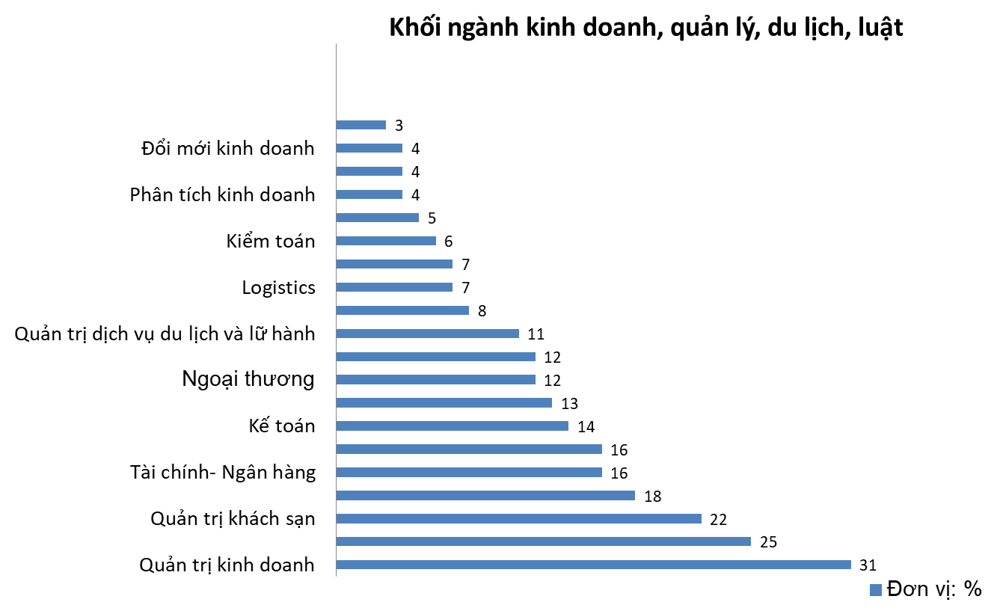 Khối ngành kinh doanh, quản lý, du lịch, luật
3
Đổi mới kinh doanh 4
4
Phân tích kinh doanh 4
5
Kiểm toán 6
7
Logistics 7
8
Quản trị dịch vụ du lịch và lữ hành 11
12
Ngoại thương 12
13
Kế toán 14
16
Tài chính- Ngân hàng 16
18
Quản trị khách sạn 22
25
Quản trị kinh doanh 31
Đơn vị: %